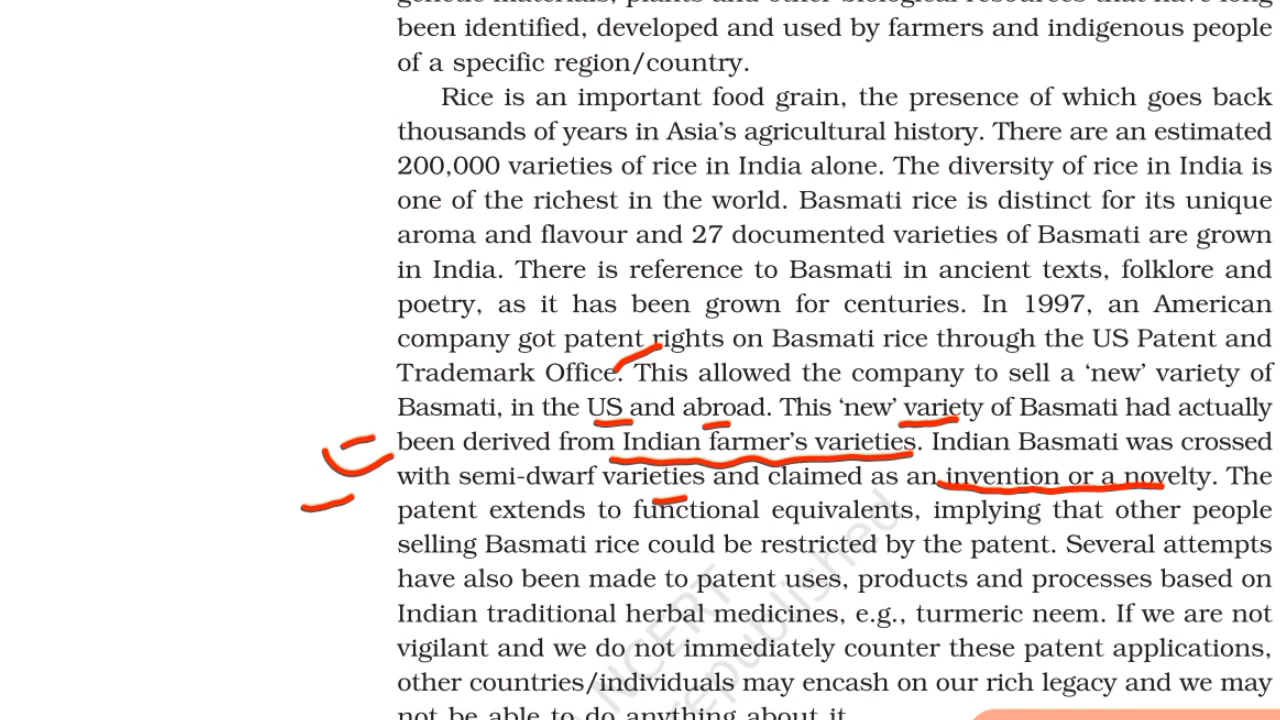 genetic materials, plants and other biological resources that have long
been identified, developed and used by farmers and indigenous people
of a specific region/country.
Rice is an important food grain, the presence of which goes back
thousands of years in Asia's agricultural history. There are an estimated
200,000 varieties of rice in India alone. The diversity of rice in India is
one of the richest in the world. Basmati rice is distinct for its unique
aroma and flavour and 27 documented varieties of Basmati are grown
in India. There is reference to Basmati in ancient texts, folklore and
poetry, as it has been grown for centuries. In 1997, an American
company got patent rights on Basmati rice through the US Patent and
Trademark Office. This allowed the company to sell a ‘new’ variety of
Basmati, in the US and abroad. This ‘new’ variety of Basmati had actually
been derived from Indian farmer's varieties. Indian Basmati was crossed
with semi-dwarf varieties and claimed as an invention or a novelty. The
patent extends to functional equivalents, implying that other people
selling Basmati rice could be restricted by the patent. Several attempts
have also been made to patent uses, products and processes based on
Indian traditional herbal medicines, e.g., turmeric neem. If we are not
vigilant and we do not immediately counter these patent applications,
other countries/individuals may encash on our rich legacy and we may
not be able to do anything about it.
NCERT
republished